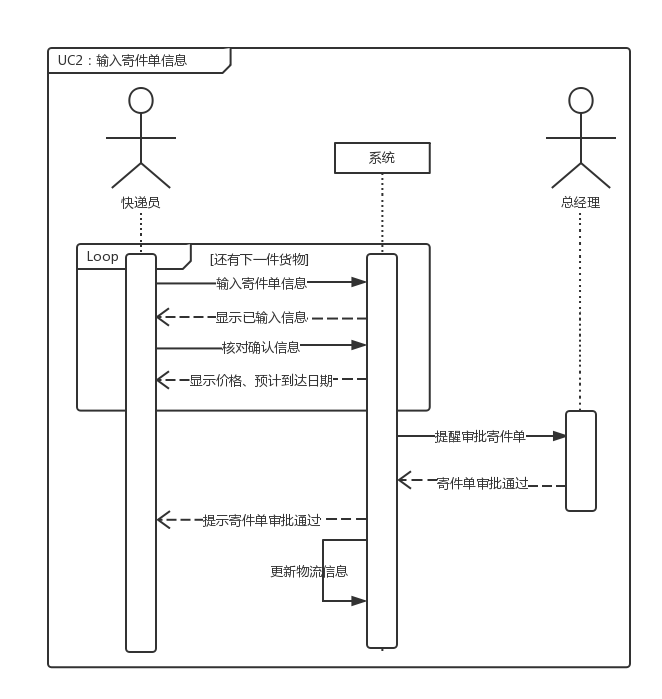 UC2：输入寄件单信息
系统
快递员
总经理
Loop
[还有下一件货物]
输入寄件单信息
显示已输入信息
核对确认信息
显示价格、预计到达日期
提醒审批寄件单
寄件单审批通过
提示寄件单审批通过
更新物流信息